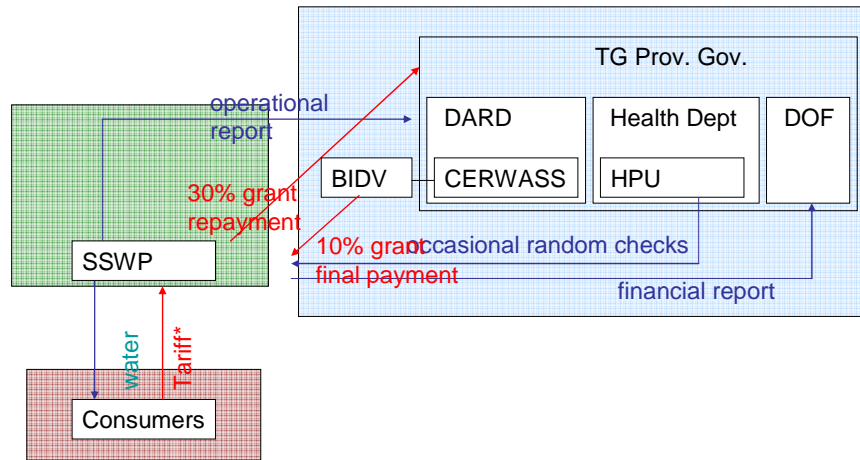 TG Prov. Gov.
operational
report
DARD
Health Dept
DOF
BIDV
CERWASS
HPU
30% grant
repayment
10% grant
final payment
occasional random checks
financial report
SSWP
water
Tariff*
Consumers